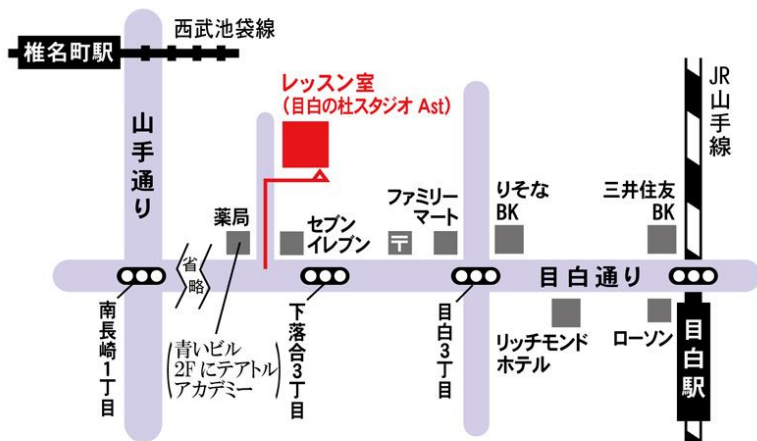 西武池袋線
椎名町駅
山手通り
レッスン室
(目白の杜スタジオ Ast)
JR山手線
薬局
セブン
イレブン
〒
ファミリー
マート
りそな
BK
三井住友
BK
省略
目白通り
南長崎1丁目
(青いビル
2Fにテアトル
アカデミー)
下落合3丁目
目白3丁目
リッチモンド
ホテル
ローソン
目白駅